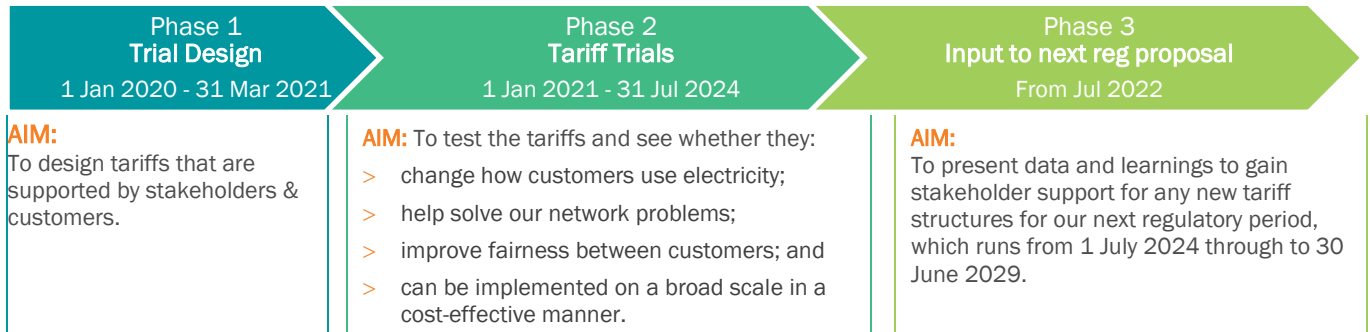 Phase 1
Trial Design
1 Jan 2020 - 31 Mar 2021
Phase 2
Tariff Trials
1 Jan 2021 - 31 Jul 2024
Phase 3
Input to next reg proposal
From Jul 2022
AIM:
To design tariffs that are
supported by stakeholders &
customers.
AIM: To test the tariffs and see whether they:
> change how customers use electricity;
> help solve our network problems;
> improve fairness between customers; and
> can be implemented on a broad scale in a
cost-effective manner.
AIM:
To present data and learnings to gain
stakeholder support for any new tariff
structures for our next regulatory period,
which runs from 1 July 2024 through to 30
June 2029.